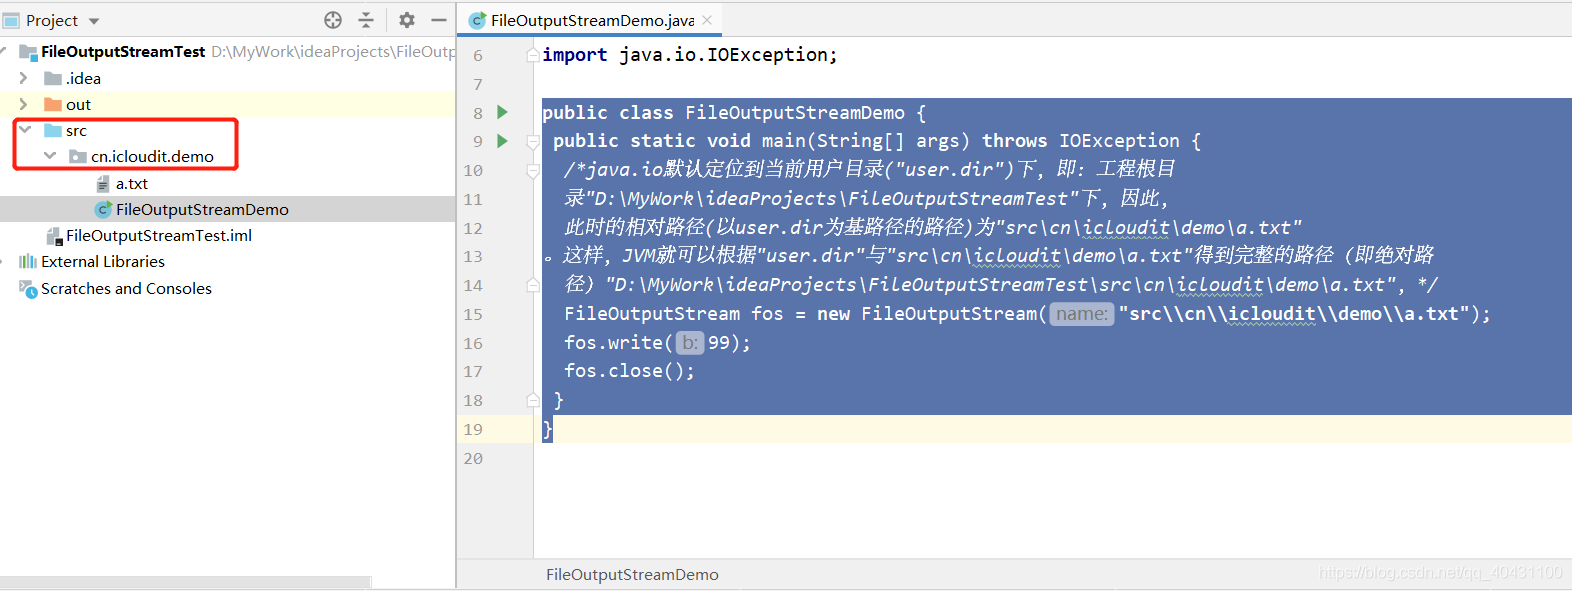 Project
FileOutputStreamTest D:\MyWork\ideaProjects\FileOutp
.idea
out
src
cn.icloudit.demo
a.txt
FileOutputStreamDemo
FileOutputStreamTest.iml
External Libraries
Scratches and Consoles
FileOutputStreamDemo.java
6 import java.io.IOException;
7
8 public class FileOutputStreamDemo {
9 public static void main(String[] args) throws IOException {
10 /*java.io默认定位到当前用户目录("user.dir")下，即：工程根目
11 录"D:\MyWork\ideaProjects\FileOutputStreamTest"下，因此，
12 此时的相对路径(以user.dir为基路径的路径)为"src\cn\icloudit\demo\a.txt"
13 。这样，JVM就可以根据"user.dir"与"src\cn\icloudit\demo\a.txt"得到完整的路径（即绝对路
14 径）"D:\MyWork\ideaProjects\FileOutputStreamTest\src\cn\icloudit\demo\a.txt"，*/
15 FileOutputStream fos = new FileOutputStream( name: "src\\cn\\icloudit\\demo\\a.txt");
16 fos.write( b: 99);
17 fos.close();
18 }
19 }
20
FileOutputStreamDemo
https://blog.csdn.net/qq_40431100